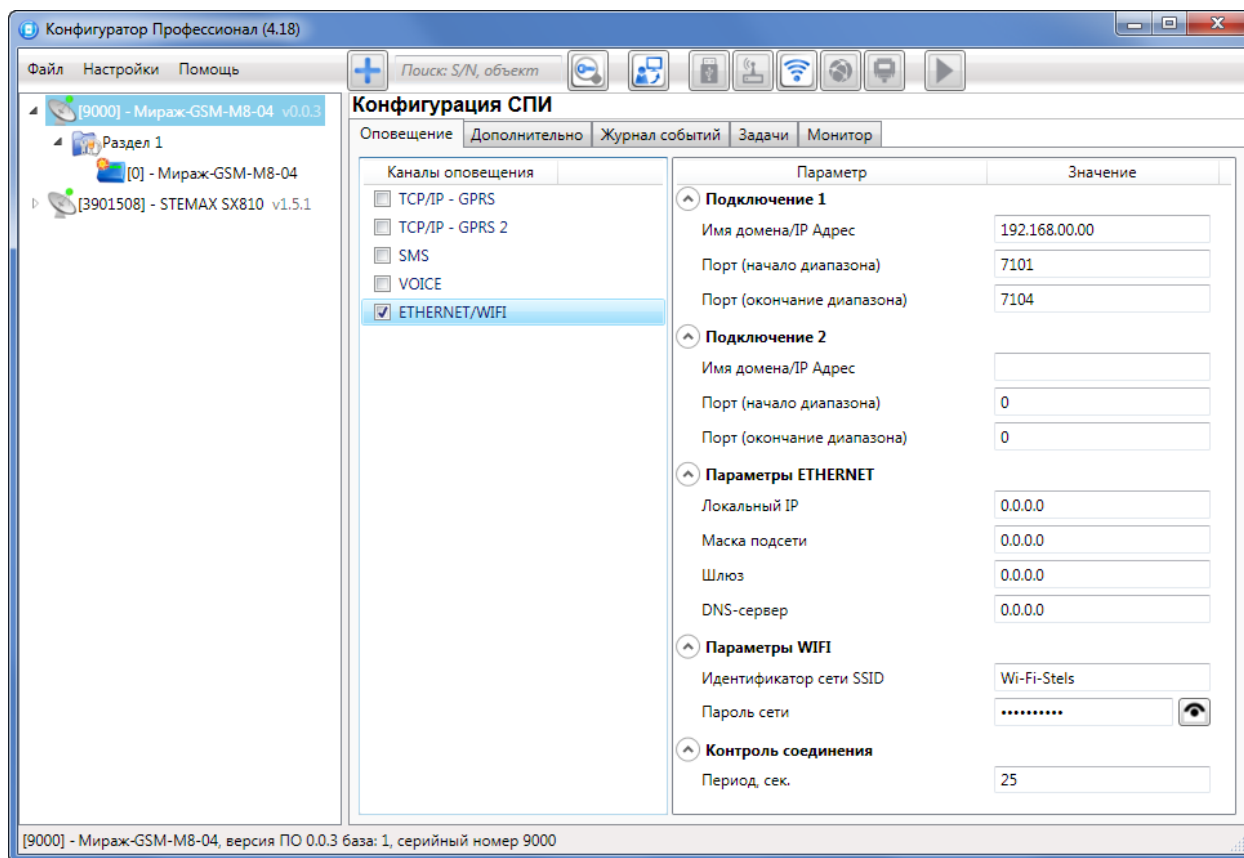 Конфигуратор Профессионал (4.18)
Файл Настройки Помощь Поиск: S/N, объект
[9000] - Мираж-GSM-M8-04 v0.0.3
Раздел 1
[0] - Мираж-GSM-M8-04
[3901508] - STEMAX SX810 v1.5.1
Конфигурация СПИ
Оповещение Дополнительно Журнал событий Задачи Монитор
Каналы оповещения
TCP/IP - GPRS
TCP/IP - GPRS 2
SMS
VOICE
ETHERNET/WIFI
Параметр Значение
Подключение 1
Имя домена/IP Адрес 192.168.00.00
Порт (начало диапазона) 7101
Порт (окончание диапазона) 7104
Подключение 2
Имя домена/IP Адрес
Порт (начало диапазона) 0
Порт (окончание диапазона) 0
Параметры ETHERNET
Локальный IP 0.0.0.0
Маска подсети 0.0.0.0
Шлюз 0.0.0.0
DNS-сервер 0.0.0.0
Параметры WIFI
Идентификатор сети SSID Wi-Fi-Stels
Пароль сети ••••••••••
Контроль соединения
Период, сек. 25
[9000] - Мираж-GSM-M8-04, версия ПО 0.0.3 база: 1, серийный номер 9000